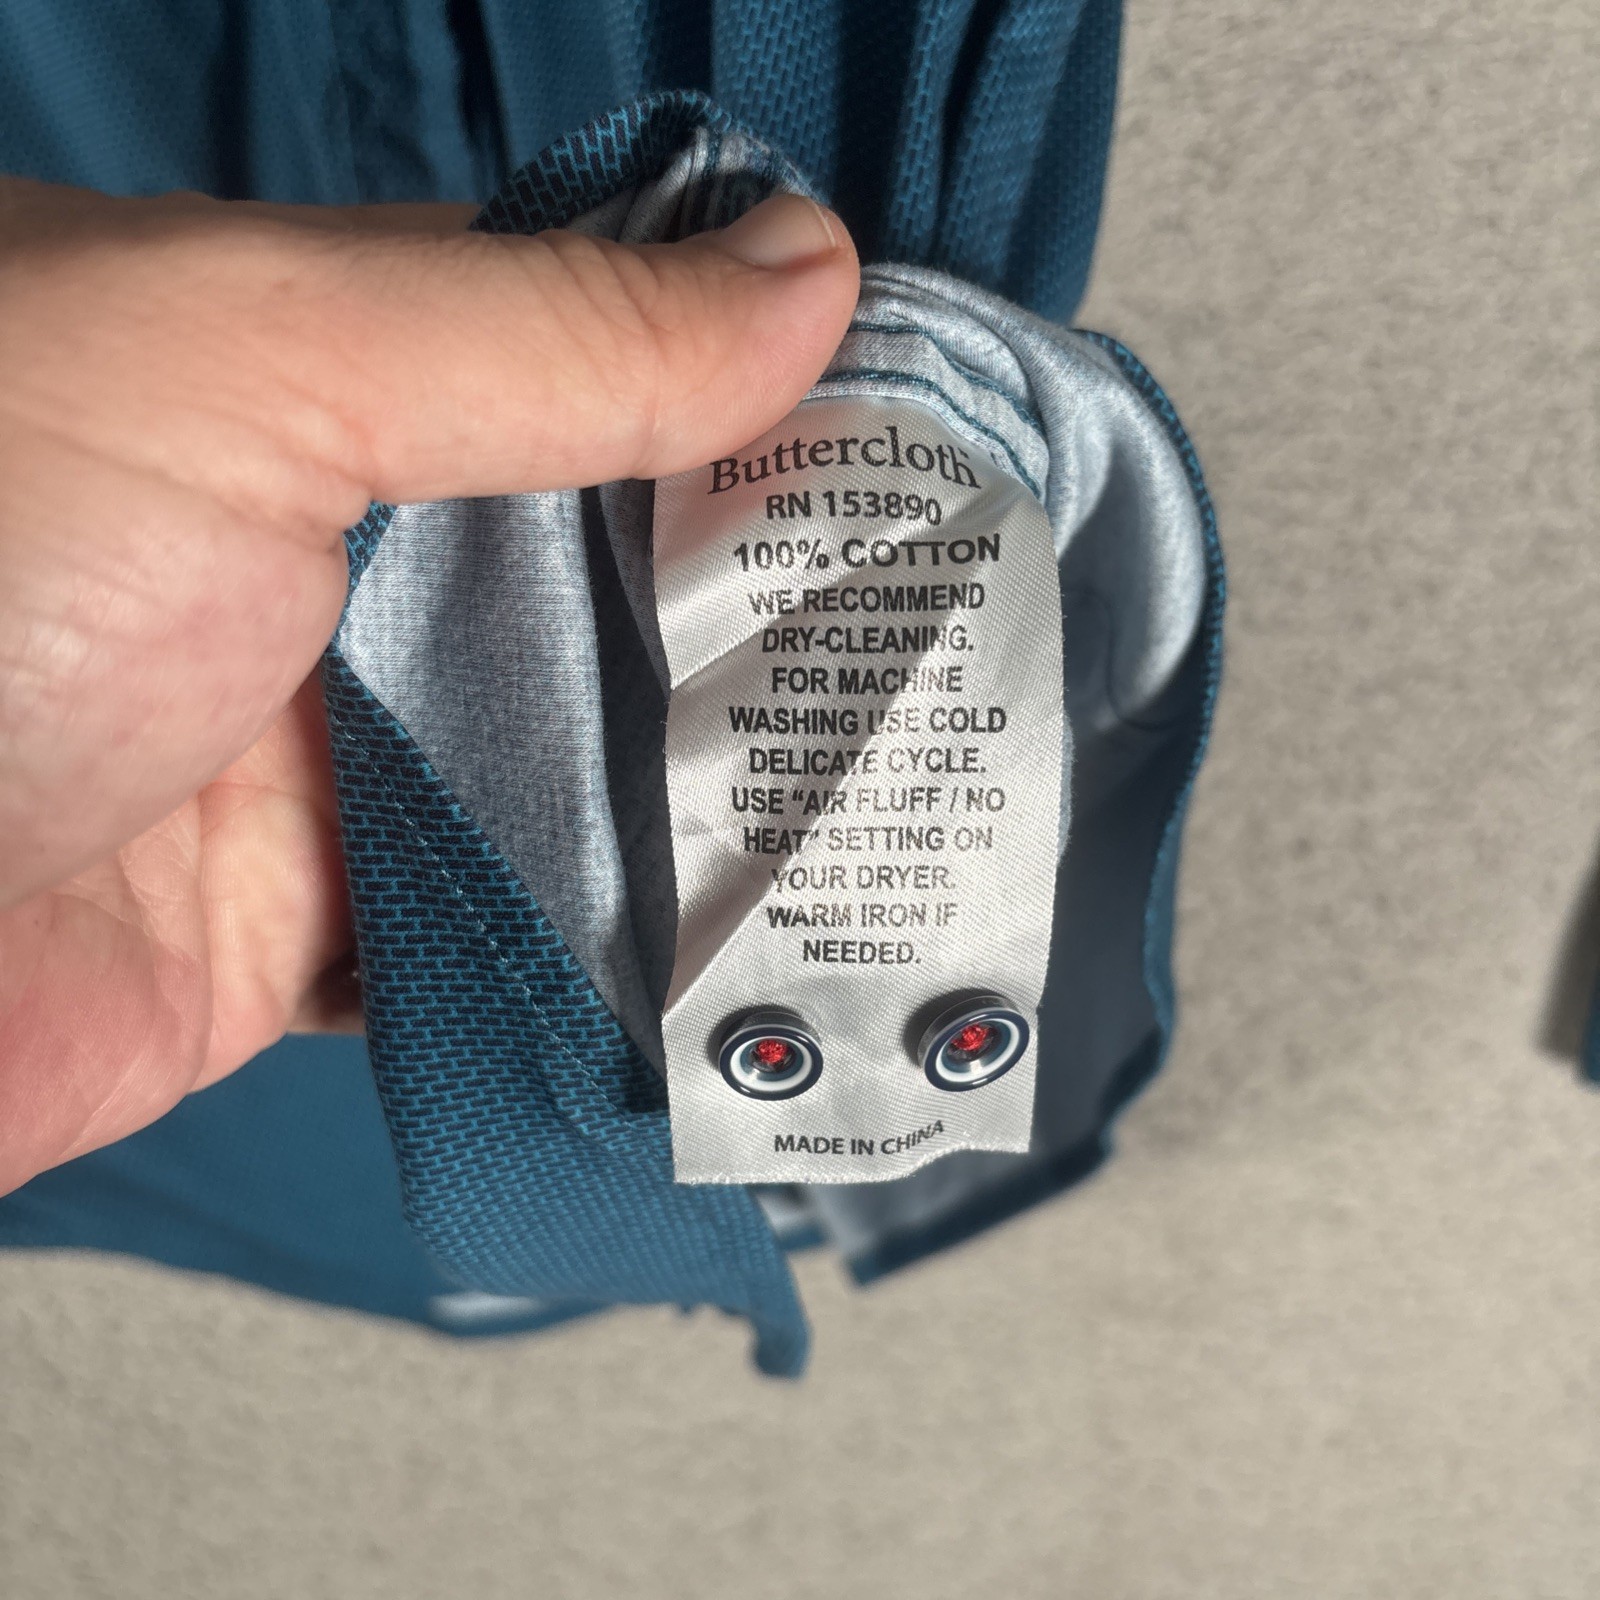 Buttercloth
RN 153890
100% COTTON
WE RECOMMEND
DRY-CLEANING.
FOR MACHINE
WASHING USE COLD
DELICATE CYCLE.
USE “AIR FLUFF / NO
HEAT” SETTING ON
YOUR DRYER.
WARM IRON IF
NEEDED.
MADE IN CHINA